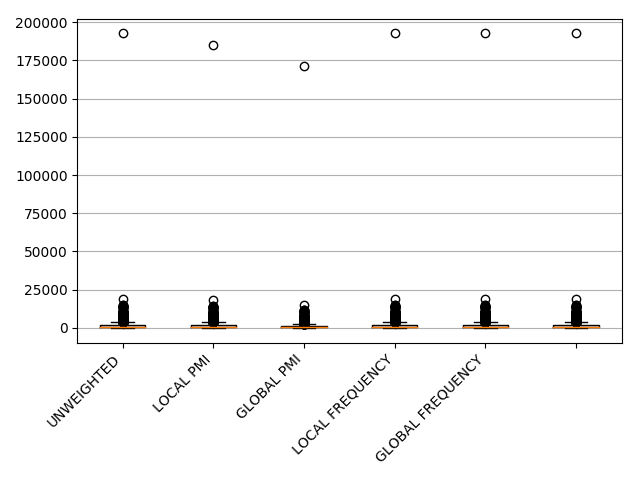 200000
175000
150000
125000
100000
75000
50000
25000
0
UNWEIGHTED
LOCAL PMI
GLOBAL PMI
LOCAL FREQUENCY
GLOBAL FREQUENCY